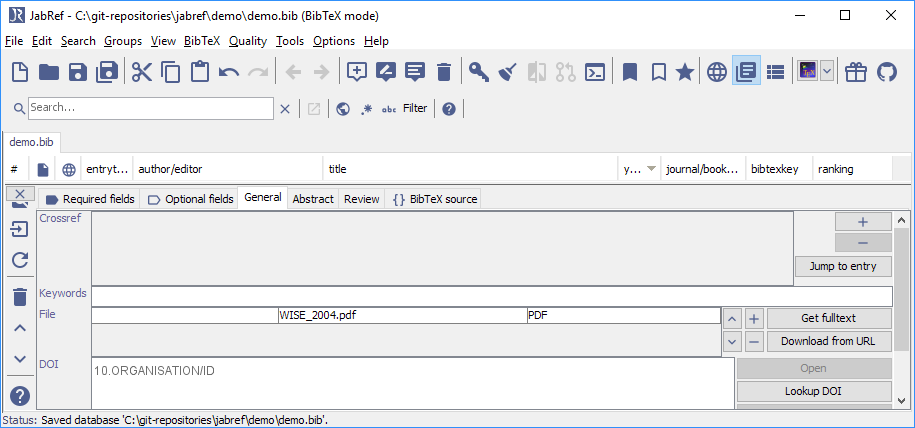 JabRef - C:\git-repositories\jabref\demo\demo.bib (BibTeX mode)
File Edit Search Groups View BibTeX Quality Tools Options Help
Search...
abc Filter
demo.bib
# entryt... author/editor title y... journal/book... bibtexkey ranking
Required fields Optional fields General Abstract Review {} BibTeX source
Crossref
Jump to entry
Keywords
File WISE_2004.pdf PDF Get fulltext
Download from URL
DOI 10.ORGANISATION/ID Open
Lookup DOI
Status: Saved database 'C:\git-repositories\jabref\demo\demo.bib'.